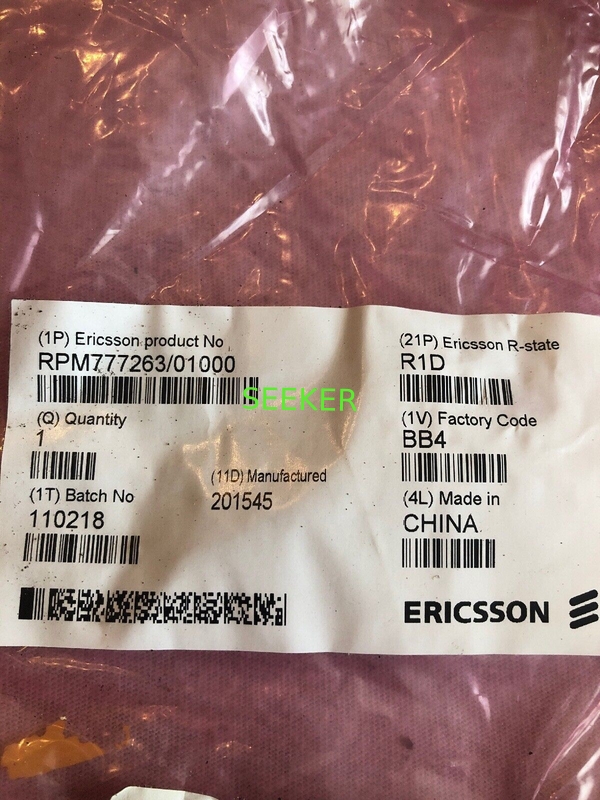 (1P) Ericsson product No
RPM777263/01000
(21P) Ericsson R-state
R1D
SEEKER
(Q) Quantity
1
(1V) Factory Code
BB4
(11D) Manufactured
201545
(1T) Batch No
110218
(4L) Made in
CHINA
ERICSSON